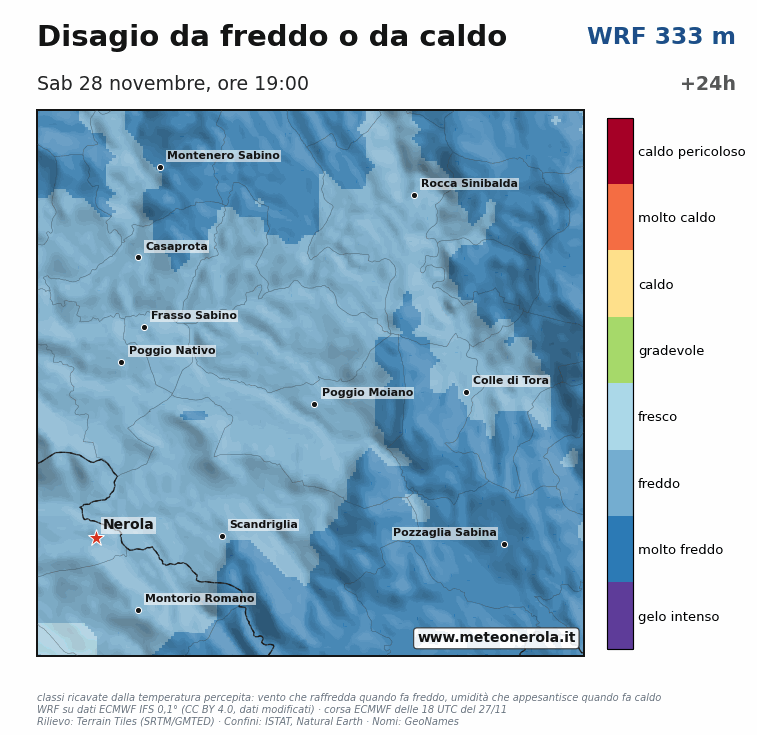 Disagio da freddo o da caldo
WRF 333 m
Sab 28 novembre, ore 19:00
+24h
Montenero Sabino
Rocca Sinibalda
Casaprota
Frasso Sabino
Poggio Nativo
Colle di Tora
Poggio Moiano
Nerola
Scandriglia
Pozzaglia Sabina
Montorio Romano
www.meteonerola.it
caldo pericoloso
molto caldo
caldo
gradevole
fresco
freddo
molto freddo
gelo intenso
classi ricavate dalla temperatura percepita: vento che raffredda quando fa freddo, umidità che appesantisce quando fa caldo
WRF su dati ECMWF IFS 0,1° (CC BY 4.0, dati modificati) · corsa ECMWF delle 18 UTC del 27/11
Rilievo: Terrain Tiles (SRTM/GMTED) · Confini: ISTAT, Natural Earth · Nomi: GeoNames